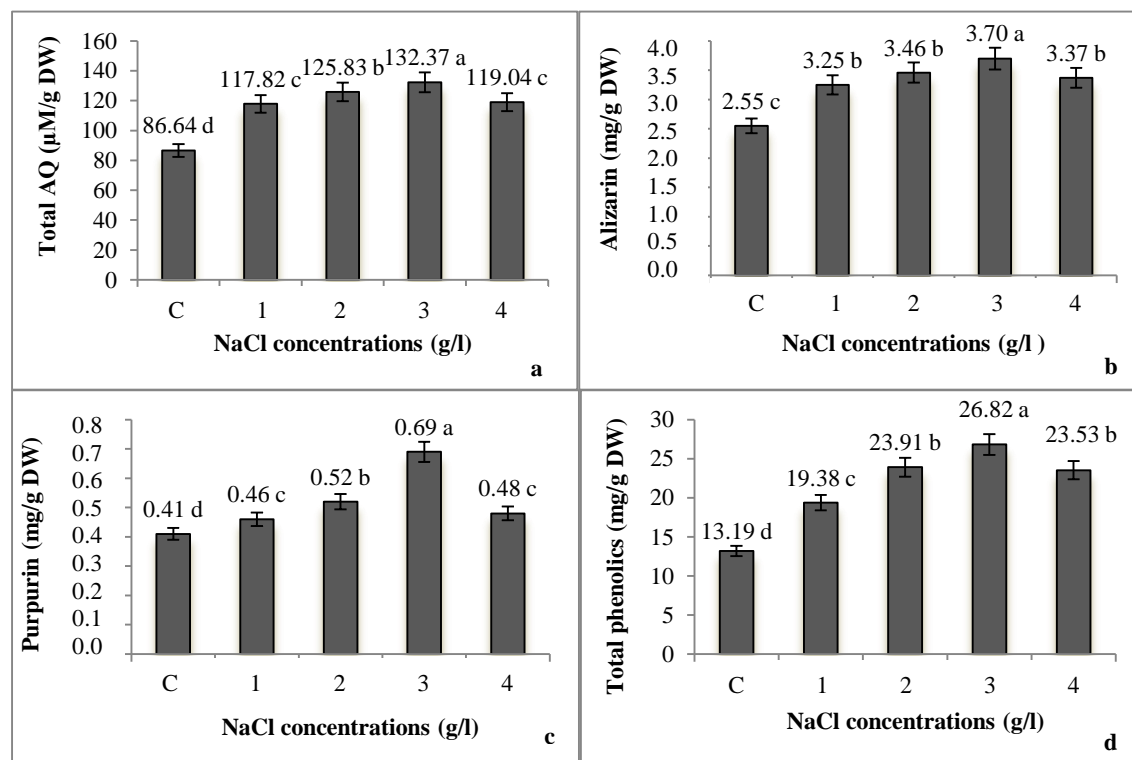 Total AQ (µM/g DW)
160
140
120
100
80
60
40
20
0
86.64 d
117.82 c
125.83 b
132.37 a
119.04 c
C 1 2 3 4
NaCl concentrations (g/l)
a
Alizarin (mg/g DW)
4.0
3.5
3.0
2.5
2.0
1.5
1.0
0.5
0.0
2.55 c
3.25 b
3.46 b
3.70 a
3.37 b
C 1 2 3 4
NaCl concentrations (g/l )
b
Purpurin (mg/g DW)
0.8
0.7
0.6
0.5
0.4
0.3
0.2
0.1
0.0
0.41 d
0.46 c
0.52 b
0.69 a
0.48 c
C 1 2 3 4
NaCl concentrations (g/l)
c
Total phenolics (mg/g DW)
30
25
20
15
10
5
0
13.19 d
19.38 c
23.91 b
26.82 a
23.53 b
C 1 2 3 4
NaCl concentrations (g/l)
d